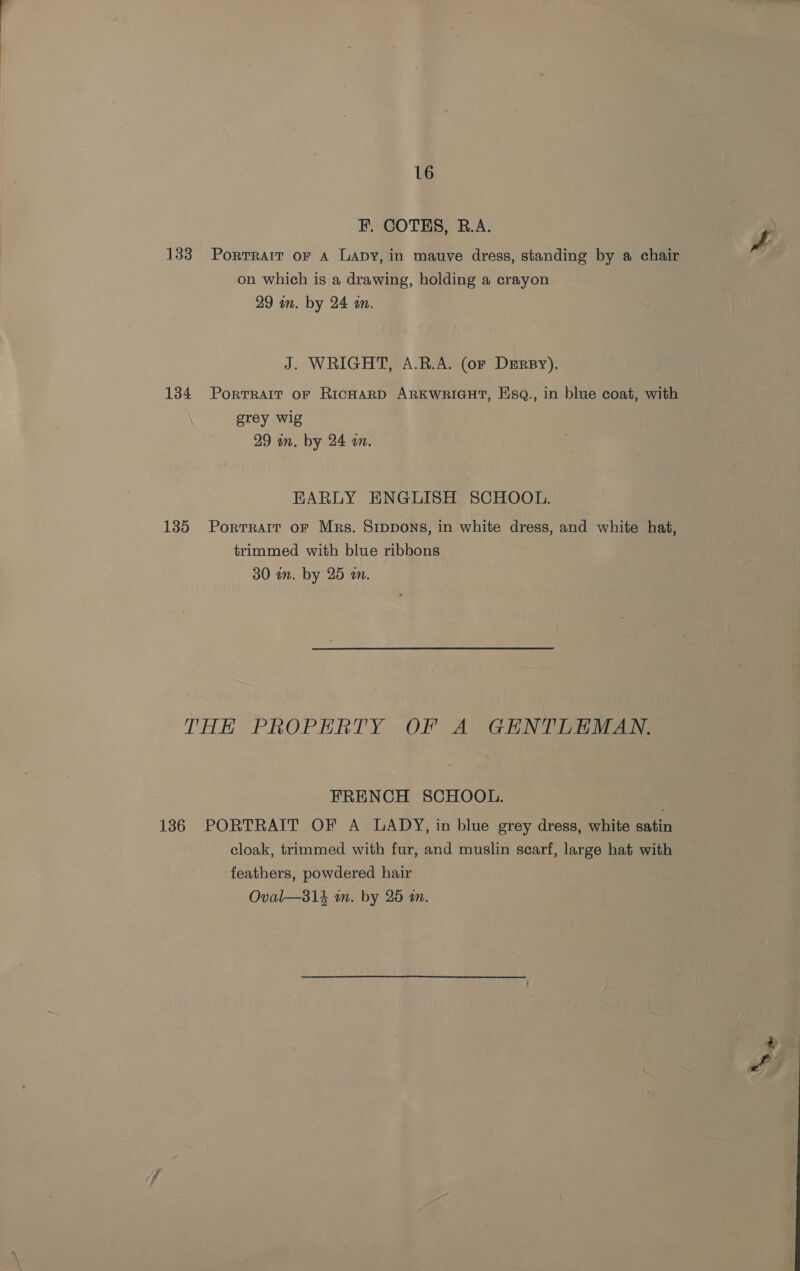 16
F. COTES, R.A.
133 Portrait of a Lady, in mauve dress, standing by a chair
on which is a drawing, holding a crayon
29 in. by 24 in.
J. WRIGHT, A.R.A. (of Derby).
134 Portrait of Richard Arkwright, Esq., in blue coat, with
grey wig
29 in. by 24 in.
EARLY ENGLISH SCHOOL.
135 Portrait of Mrs. Siddons, in white dress, and white hat,
trimmed with blue ribbons
30 in. by 25 in.
THE PROPERTY OF A GENTLEMAN.
FRENCH SCHOOL.
136 PORTRAIT OF A LADY, in blue grey dress, white satin
cloak, trimmed with fur, and muslin scarf, large hat with
feathers, powdered hair
Oval—31½ in. by 25 in.